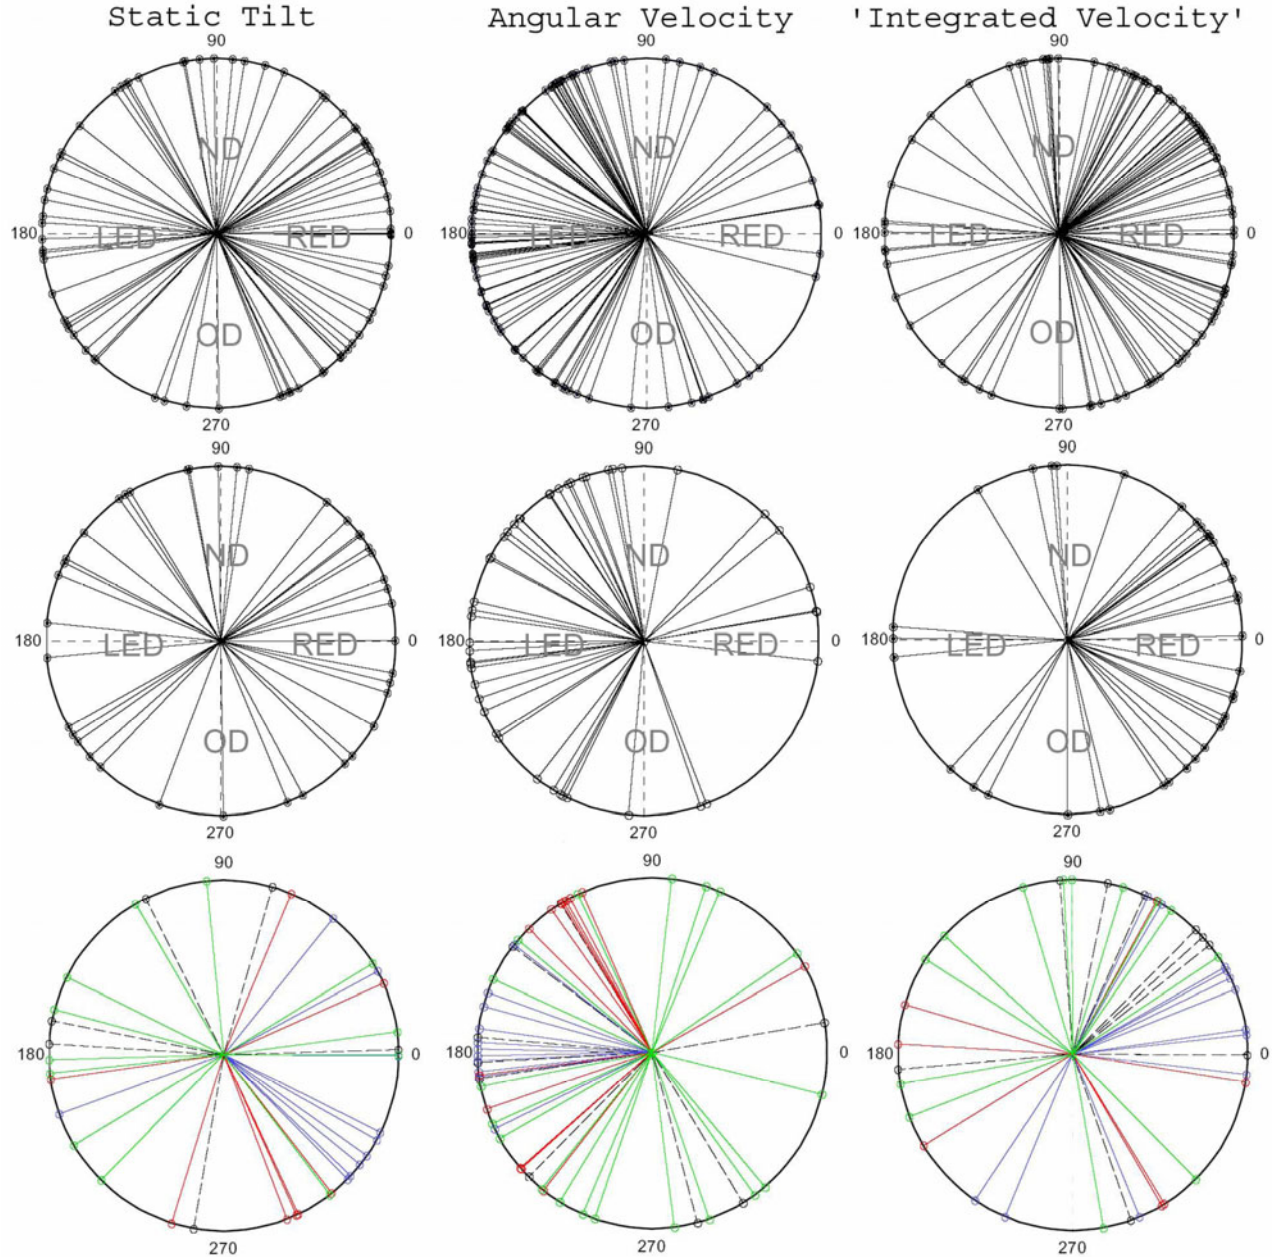 Static Tilt Angular Velocity 'Integrated Velocity'
90 90 90
ND ND ND
180 LED RED 0 180 LED RED 0 180 LED RED 0
OD OD OD
270 270 270
90 90 90
ND ND ND
180 LED RED 0 180 LED RED 0 180 LED RED 0
OD OD OD
270 270 270
90 90 90
180 0 180 0 180 0
270 270 270